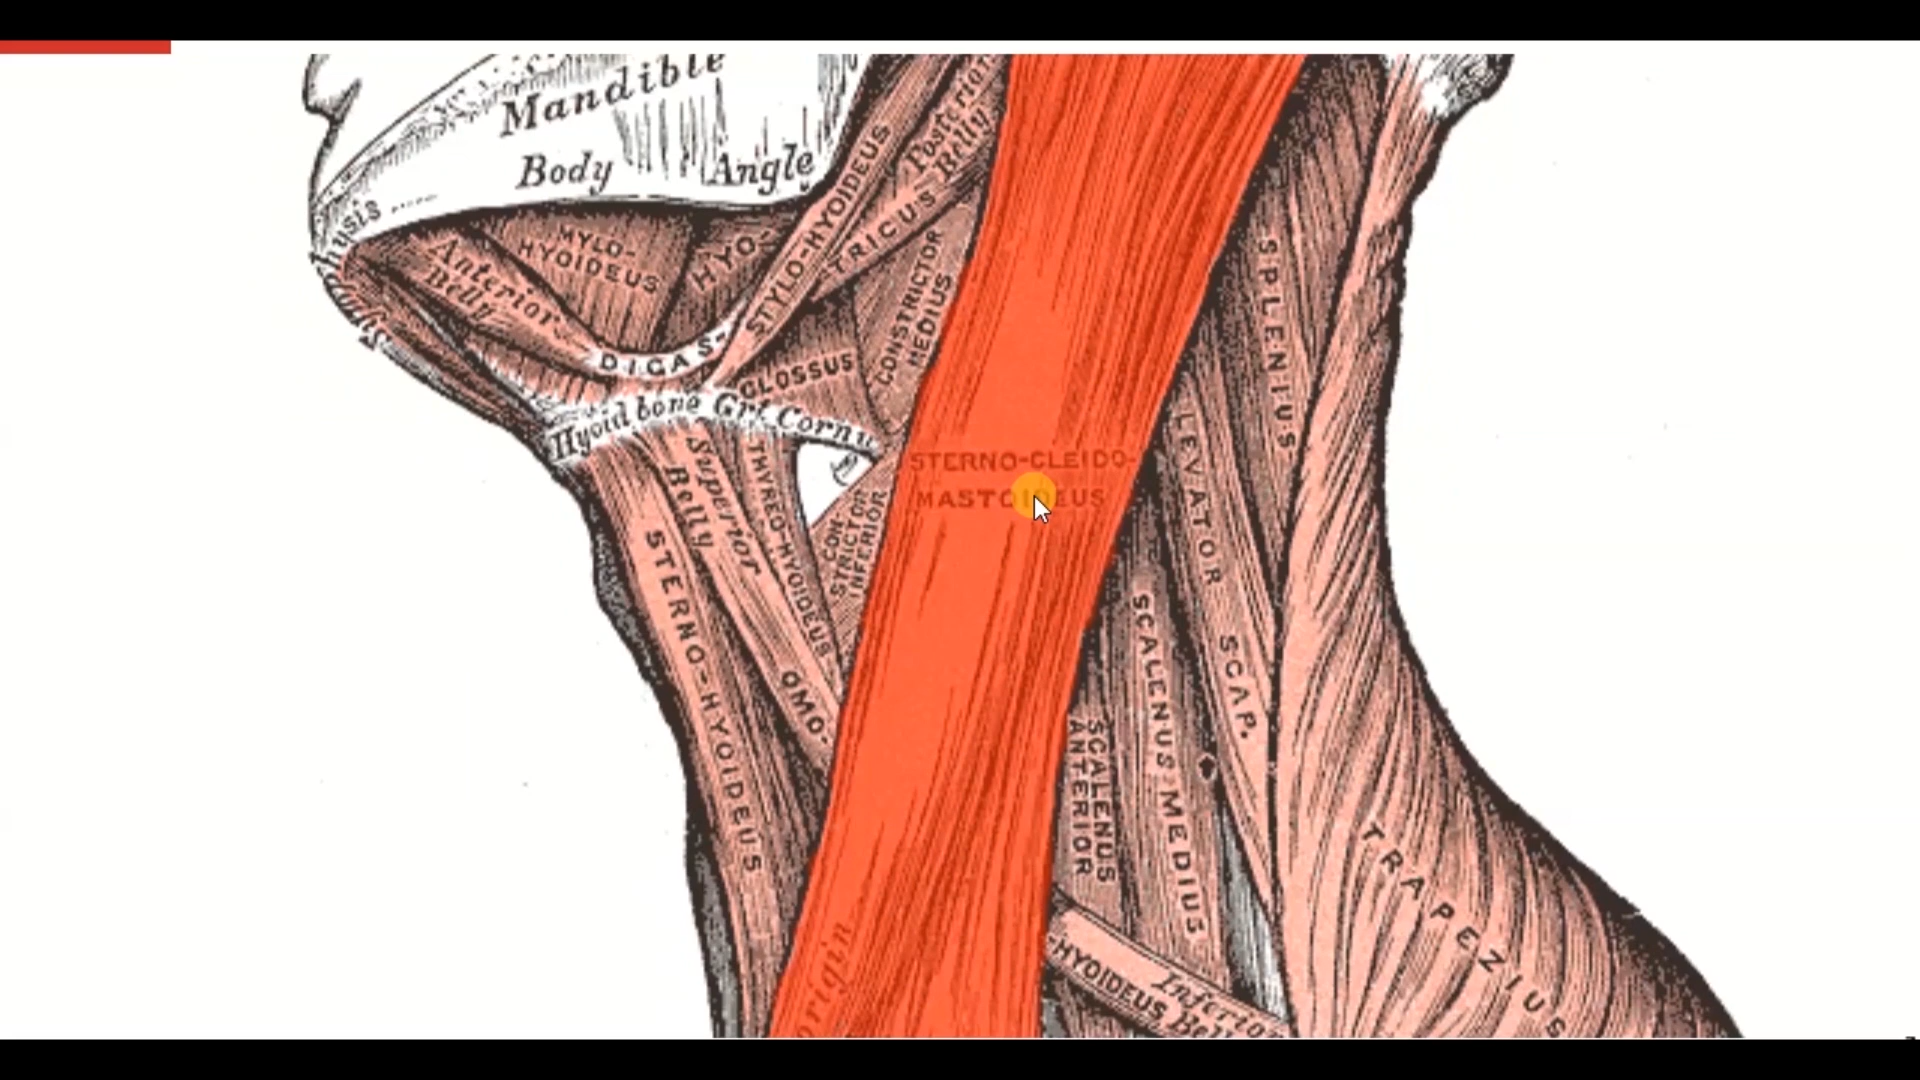 Mandible
Body
Angle
physis
Symphysis
MYLO-
HYOIDEUS
Anterior
Belly
HYO-
STYLO-HYOIDEUS
Posterior
Belly
TRICUS
CONSTRICTOR
MEDIUS
DIGAS-
GLOSSUS
Hyoid bone Grt Cornu
Superior
Belly
THYREO-HYOIDEUS
CON-
STRICTOR
INFERIOR
STERNO-HYOIDEUS
OMO-
STERNO-CLEIDO-
MASTOIDEUS
origin
SPLENIUS
LEVATOR SCAP.
SCALENUS MEDIUS
SCALENUS
ANTERIOR
-HYOIDEUS
Inferior
Belly
TRAPEZIUS